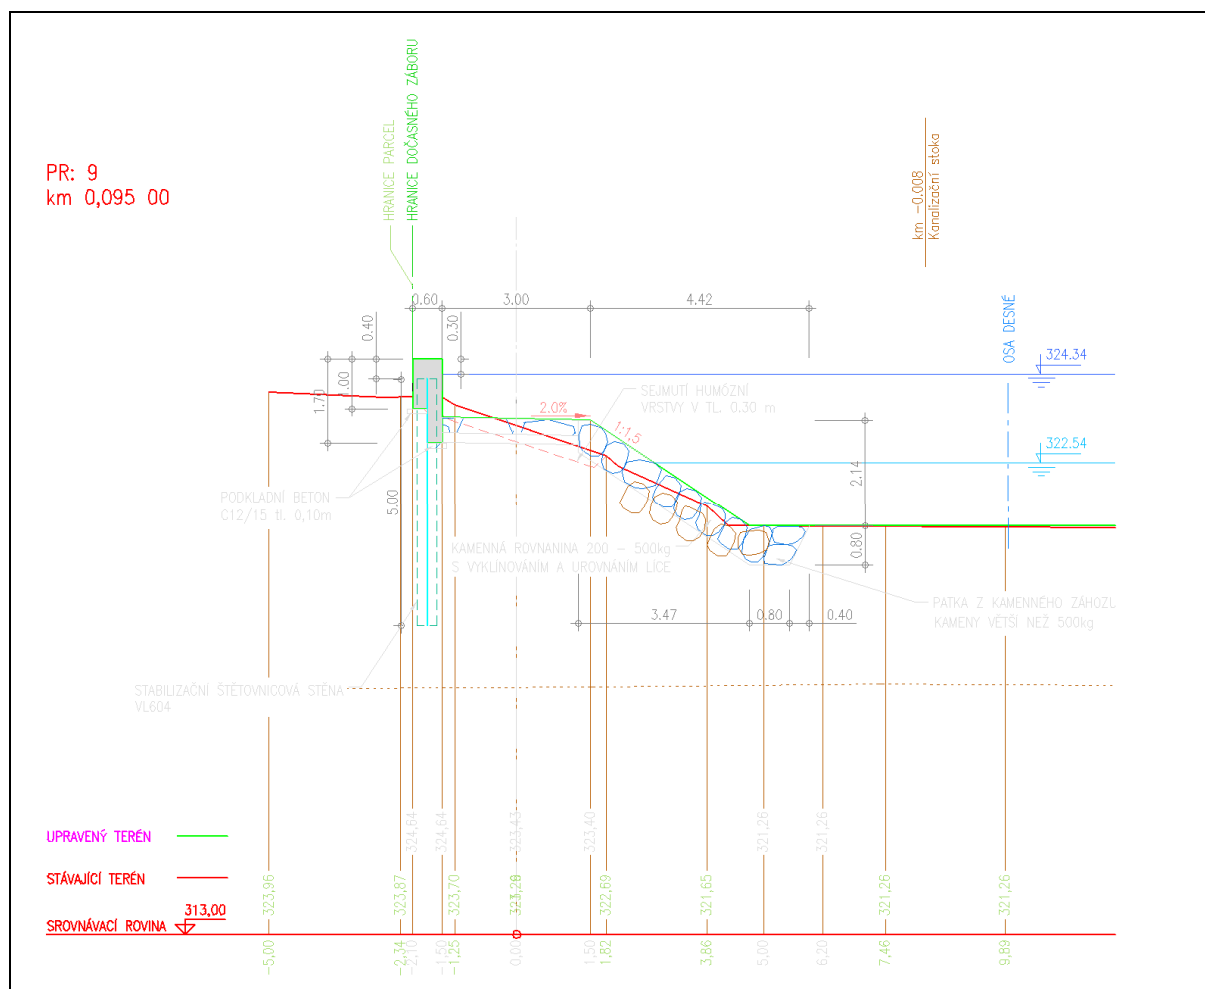 PR: 9
km 0,095 00
HRANICE PARCEL
HRANICE DOČASNÉHO ZÁBORU
km -0.008
Kanalizační stoka
OSA DESNÉ
0.60
3.00
4.42
0.40
0.30
1.00
1.70
5.00
324.34
322.54
SEJMUTÍ HUMÓZNÍ
VRSTVY V TL. 0.30 m
2.0%
1:1,5
2.14
0.80
PODKLADNÍ BETON
C12/15 tl. 0,10m
KAMENNÁ ROVNANINA 200 - 500kg
S VYKLÍNOVÁNÍM A UROVNÁNÍM LÍCE
PATKA Z KAMENNÉHO ZÁHOZU
KAMENY VĚTŠÍ NEŽ 500kg
3.47
0.80
0.40
STABILIZAČNÍ ŠTĚTOVNICOVÁ STĚNA
VL604
324,64
324,64
323,43
323,40
321,26
321,26
UPRAVENÝ TERÉN
STÁVAJÍCÍ TERÉN
323,96
323,87
323,70
322,69
321,65
321,26
321,26
SROVNÁVACÍ ROVINA
313,00
-5,00
-2,34
-2,10
-1,50
-1,25
0,00
1,50
1,82
3,86
5,00
6,20
7,46
9,89